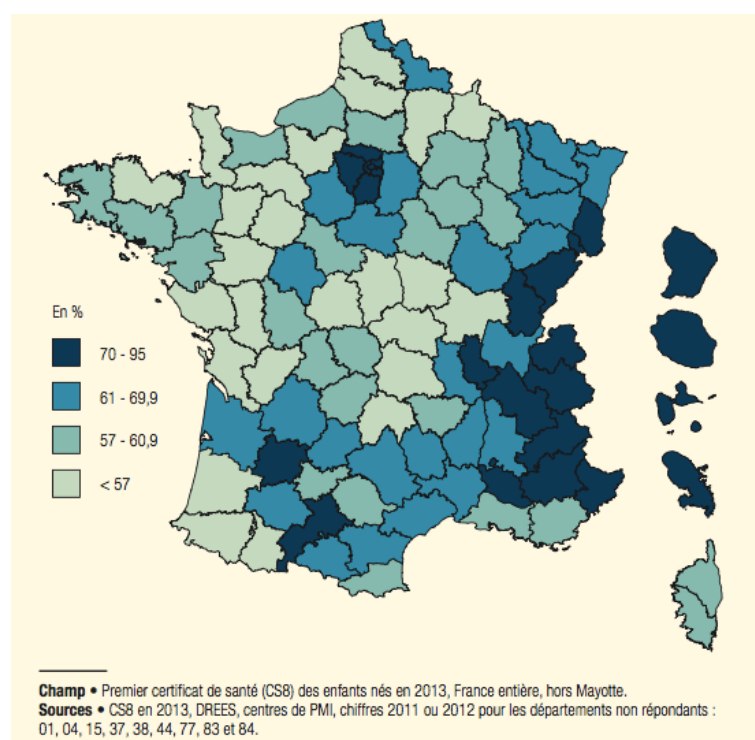 En %
70 - 95
61 - 69,9
57 - 60,9
< 57
Champ • Premier certificat de santé (CS8) des enfants nés en 2013, France entière, hors Mayotte.
Sources • CS8 en 2013, DREES, centres de PMI, chiffres 2011 ou 2012 pour les départements non répondants :
01, 04, 15, 37, 38, 44, 77, 83 et 84.